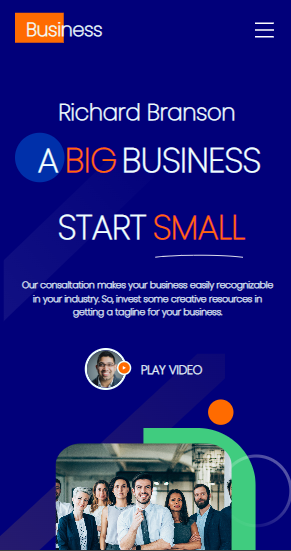 Business
Richard Branson
A BIG BUSINESS
START SMALL
Our consaltation makes your business easily recognizable
in your industry. So, invest some creative resources in
getting a tagline for your business.
PLAY VIDEO